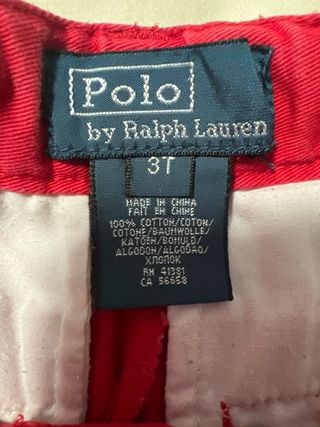 Polo
by Ralph Lauren
3T
MADE IN CHINA
FAIT EN CHINE
100% COTTON/COTON/
COTONE/BAUMWOLLE/
KATOEN/BOMULD/
ALGODON/ALGODAO/
ХЛОПОК
RN 41381
CA 56658